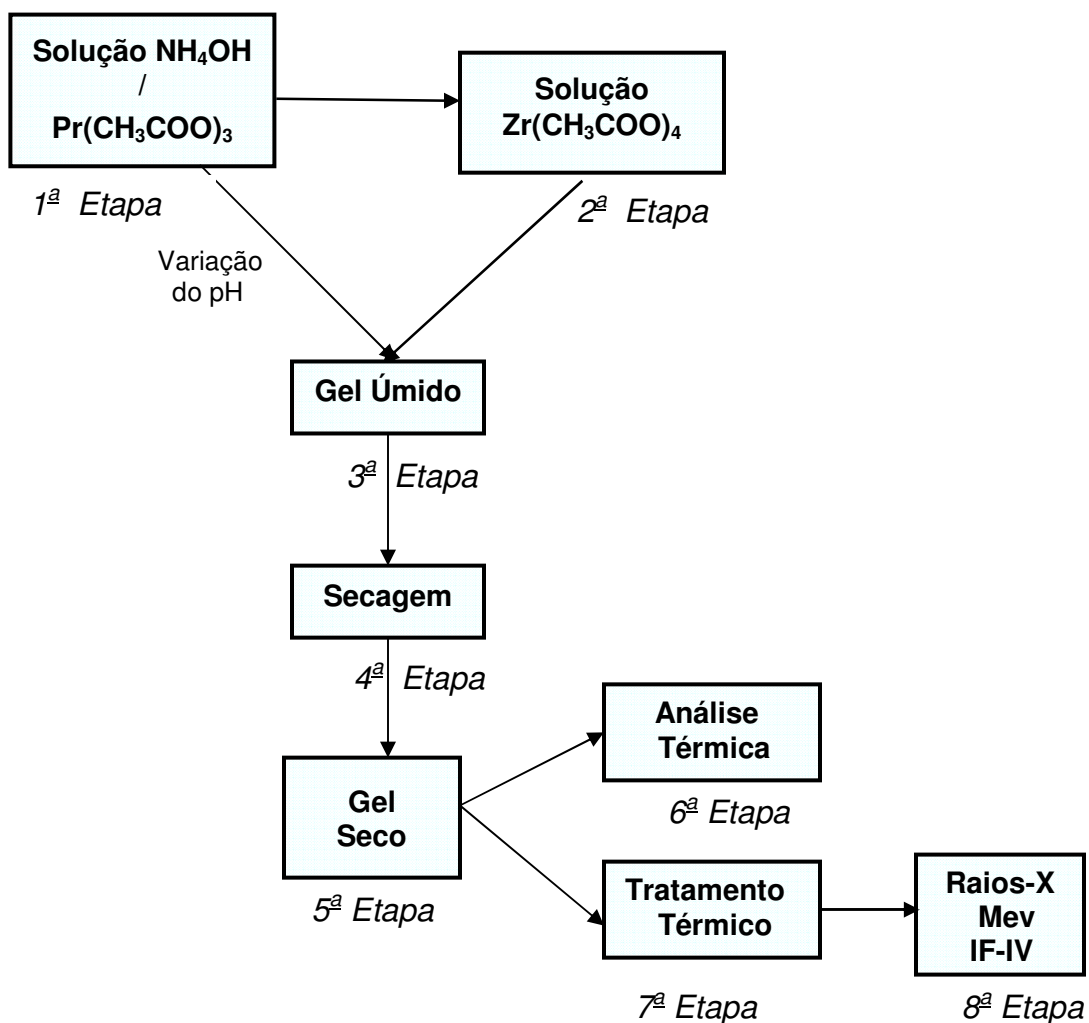 Solução NH₄OH
/
Pr(CH₃COO)₃
Solução
Zr(CH₃COO)₄
1ª Etapa
2ª Etapa
Variação
do pH
Gel Úmido
3ª Etapa
Secagem
4ª Etapa
Análise
Térmica
6ª Etapa
Gel
Seco
5ª Etapa
Tratamento
Térmico
7ª Etapa
Raios-X
Mev
IF-IV
8ª Etapa